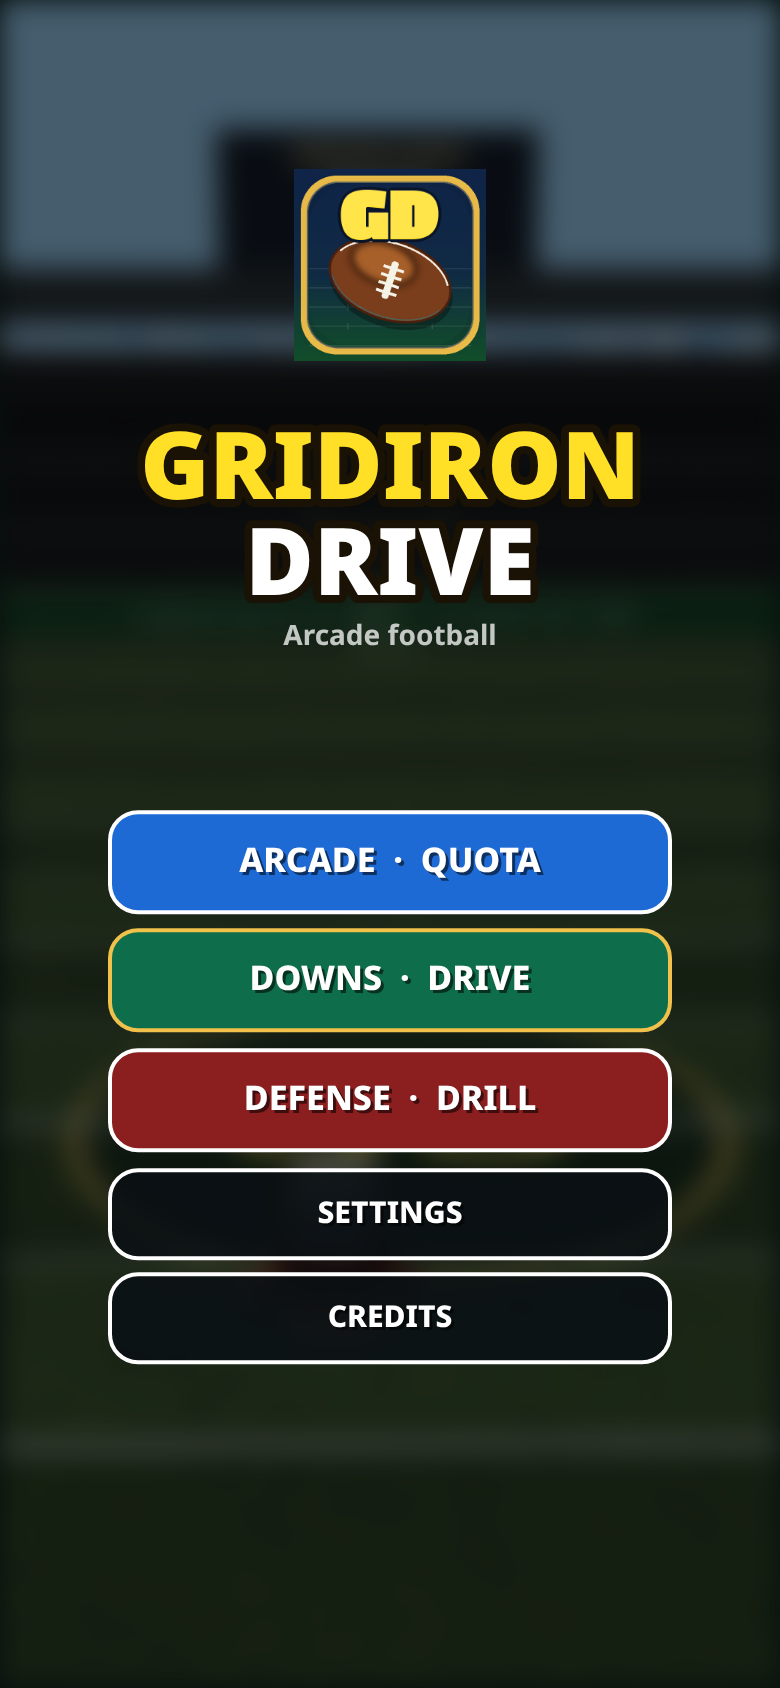 GD
GRIDIRON
DRIVE
Arcade football
ARCADE · QUOTA
DOWNS · DRIVE
DEFENSE · DRILL
SETTINGS
CREDITS